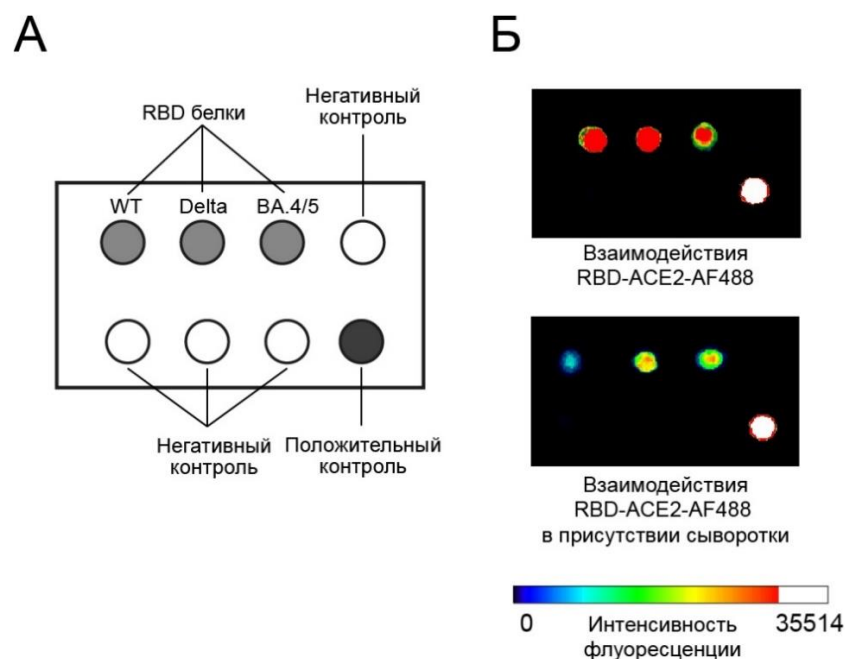 А
RBD белки
Негативный
контроль
WT Delta BA.4/5
Негативный
контроль
Положительный
контроль
Б
Взаимодействия
RBD-ACE2-AF488
Взаимодействия
RBD-ACE2-AF488
в присутствии сыворотки
0 Интенсивность 35514
флуоресценции